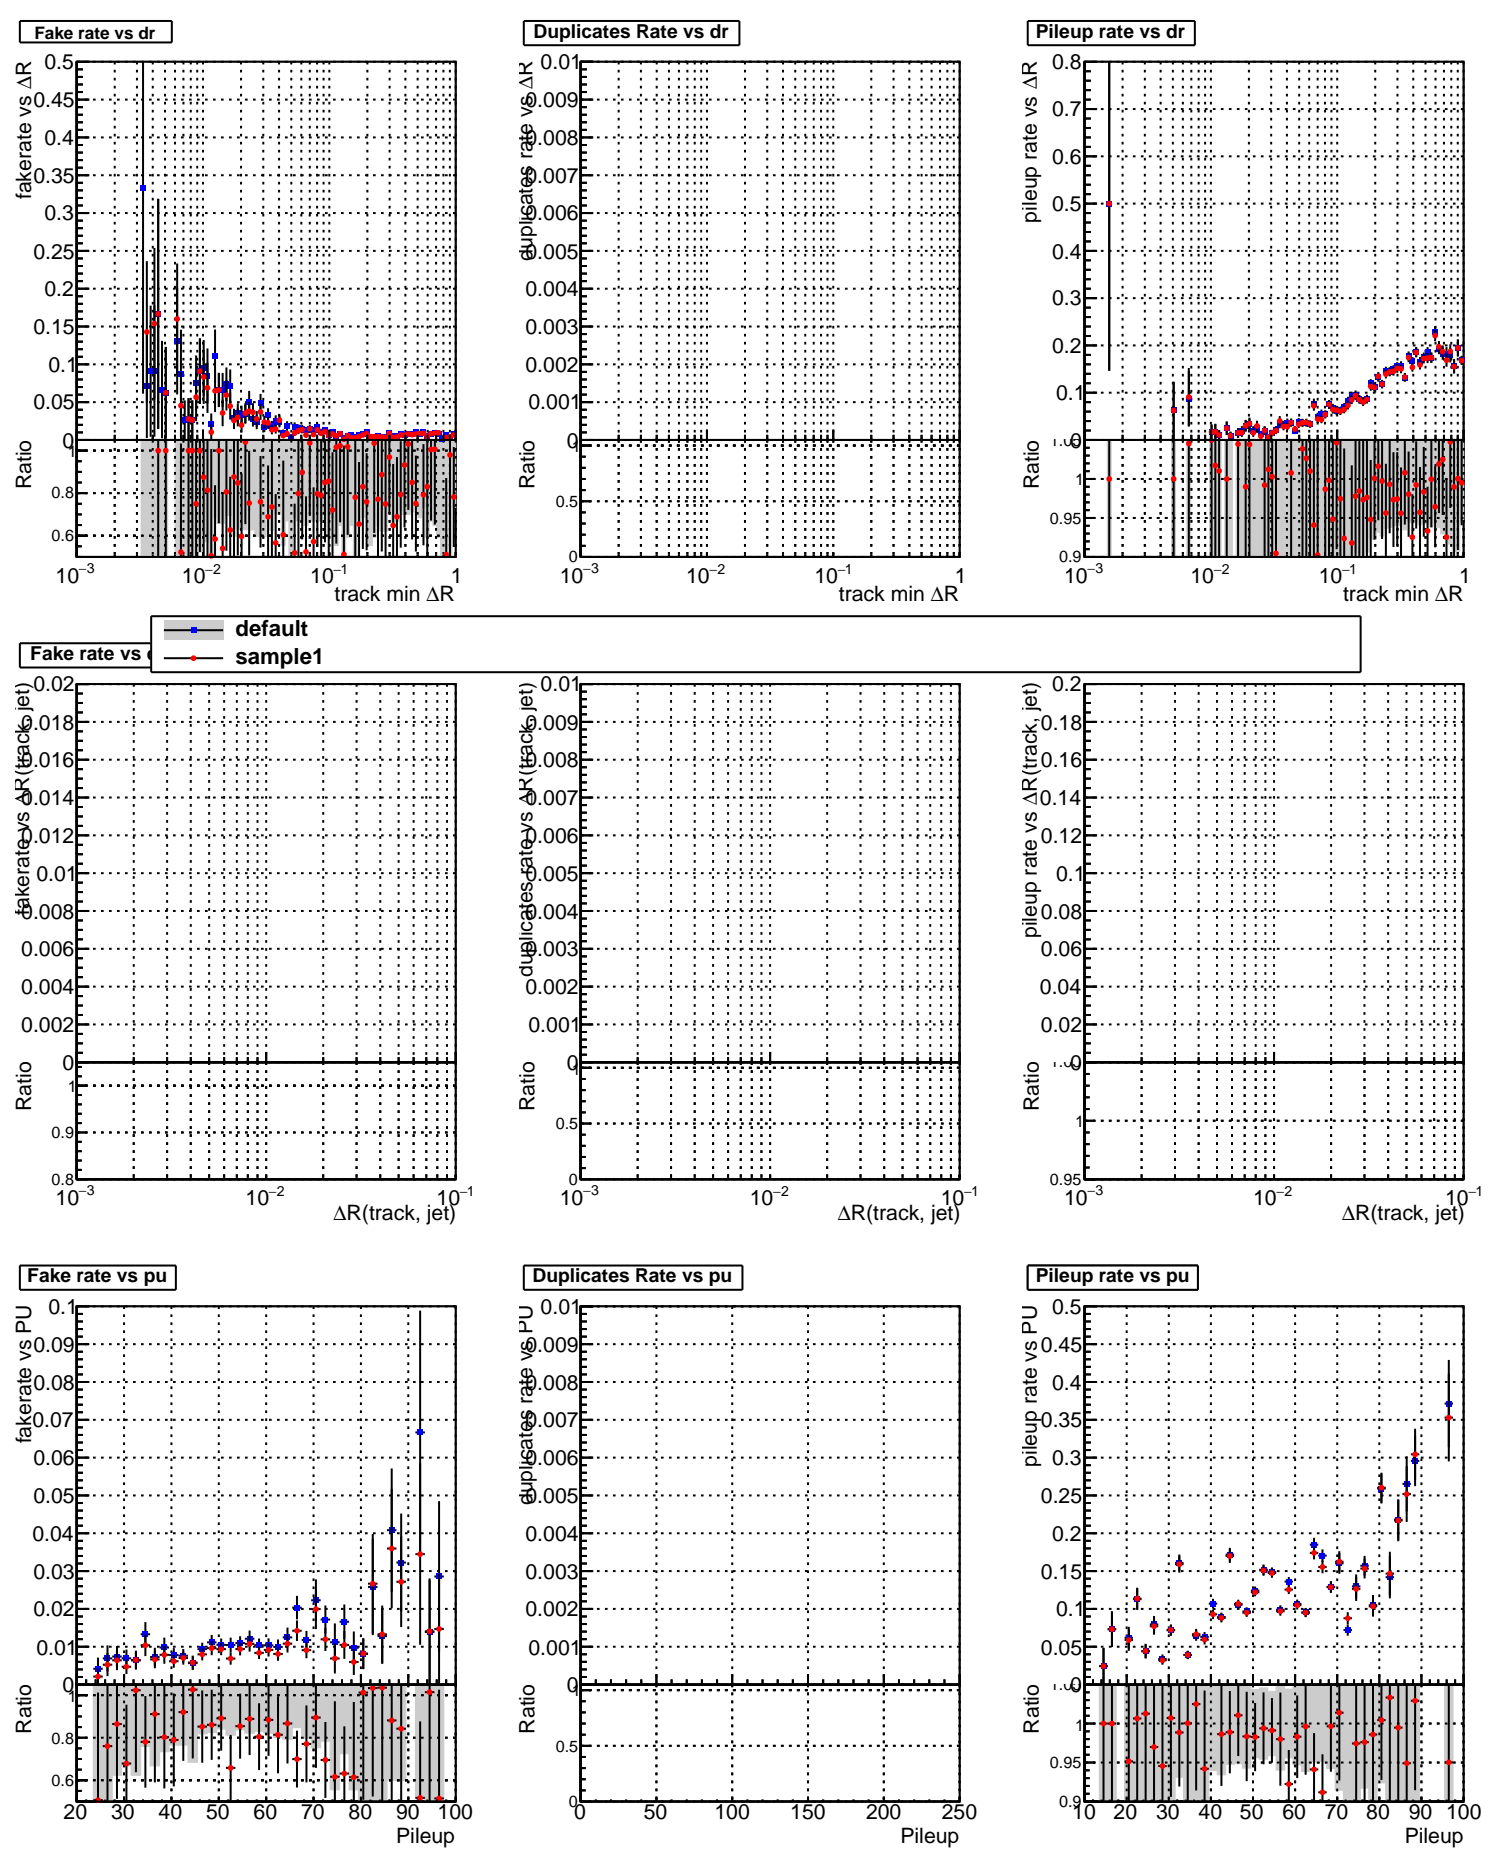 Fake rate vs dr
fakerate vs ΔR
0.5
0.45
0.4
0.35
0.3
0.25
0.2
0.15
0.1
0.05
0
Ratio
1
0.8
0.6
10⁻³ 10⁻² 10⁻¹ 1
track min ΔR
Duplicates Rate vs dr
duplicates rate vs ΔR
0.01
0.009
0.008
0.007
0.006
0.005
0.004
0.003
0.002
0.001
0
Ratio
1
0.5
0
10⁻³ 10⁻² 10⁻¹ 1
track min ΔR
Pileup rate vs dr
pileup rate vs ΔR
0.8
0.7
0.6
0.5
0.4
0.3
0.2
0.1
Ratio
1
0.95
0.9
10⁻³ 10⁻² 10⁻¹ 1
track min ΔR
default
sample1
Fake rate vs
fakerate vs ΔR(track, jet)
0.02
0.018
0.016
0.014
0.012
0.01
0.008
0.006
0.004
0.002
0
Ratio
1
0.9
0.8
10⁻³ 10⁻² 10⁻¹
ΔR(track, jet)
duplicates rate vs ΔR(track, jet)
0.01
0.009
0.008
0.007
0.006
0.005
0.004
0.003
0.002
0.001
0
Ratio
1
0.5
0
10⁻³ 10⁻² 10⁻¹
ΔR(track, jet)
pileup rate vs ΔR(track, jet)
0.2
0.18
0.16
0.14
0.12
0.1
0.08
0.06
0.04
0.02
0
Ratio
1
0.95
10⁻³ 10⁻² 10⁻¹
ΔR(track, jet)
Fake rate vs pu
fakerate vs PU
0.1
0.09
0.08
0.07
0.06
0.05
0.04
0.03
0.02
0.01
0
Ratio
1
0.8
0.6
20 30 40 50 60 70 80 90 100
Pileup
Duplicates Rate vs pu
duplicates rate vs PU
0.01
0.009
0.008
0.007
0.006
0.005
0.004
0.003
0.002
0.001
0
Ratio
1
0.5
0
0 50 100 150 200 250
Pileup
Pileup rate vs pu
pileup rate vs PU
0.5
0.45
0.4
0.35
0.3
0.25
0.2
0.15
0.1
0.05
Ratio
1
0.95
0.9
10 20 30 40 50 60 70 80 90 100
Pileup